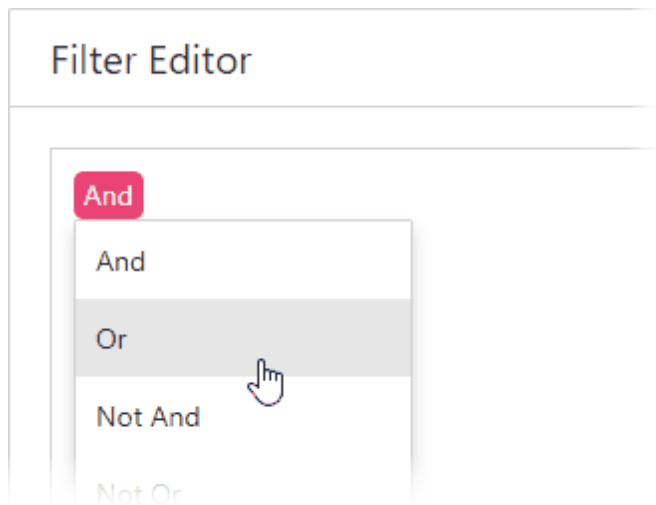 Filter Editor
And
And
Or
Not And
Not Or